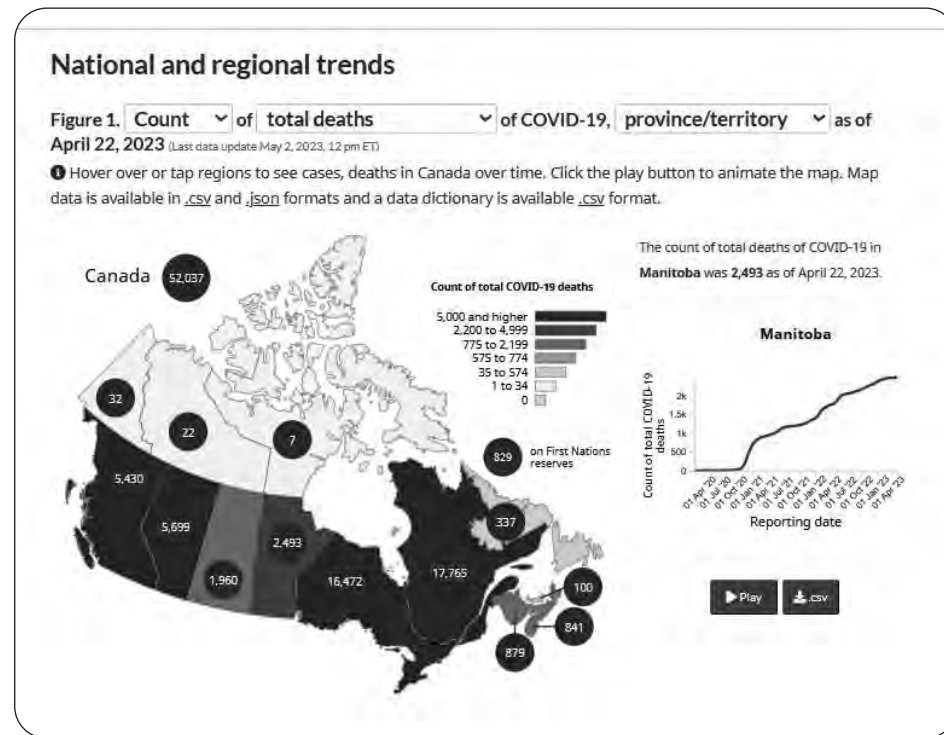 National and regional trends
Figure 1. Count of total deaths of COVID-19, province/territory as of
April 22, 2023 (Last data update May 2, 2023, 12 pm ET)
Hover over or tap regions to see cases, deaths in Canada over time. Click the play button to animate the map. Map
data is available in .csv and .json formats and a data dictionary is available .csv format.
The count of total deaths of COVID-19 in
Manitoba was 2,493 as of April 22, 2023.
Canada 52,037
Count of total COVID-19 deaths
5,000 and higher
2,200 to 4,999
775 to 2,199
575 to 774
35 to 574
1 to 34
0
32
22
7
829 on First Nations
reserves
5,430
5,699
1,960
2,493
16,472
17,765
337
100
841
879
Manitoba
Count of total COVID-19
deaths
2k
1.5k
1k
500
0
01 Apr '20
01 Jul '20
01 Oct '20
01 Jan '21
01 Apr '21
01 Jul '21
01 Oct '21
01 Jan '22
01 Apr '22
01 Jul '22
01 Oct '22
01 Jan '23
01 Apr '23
Reporting date
Play
.csv